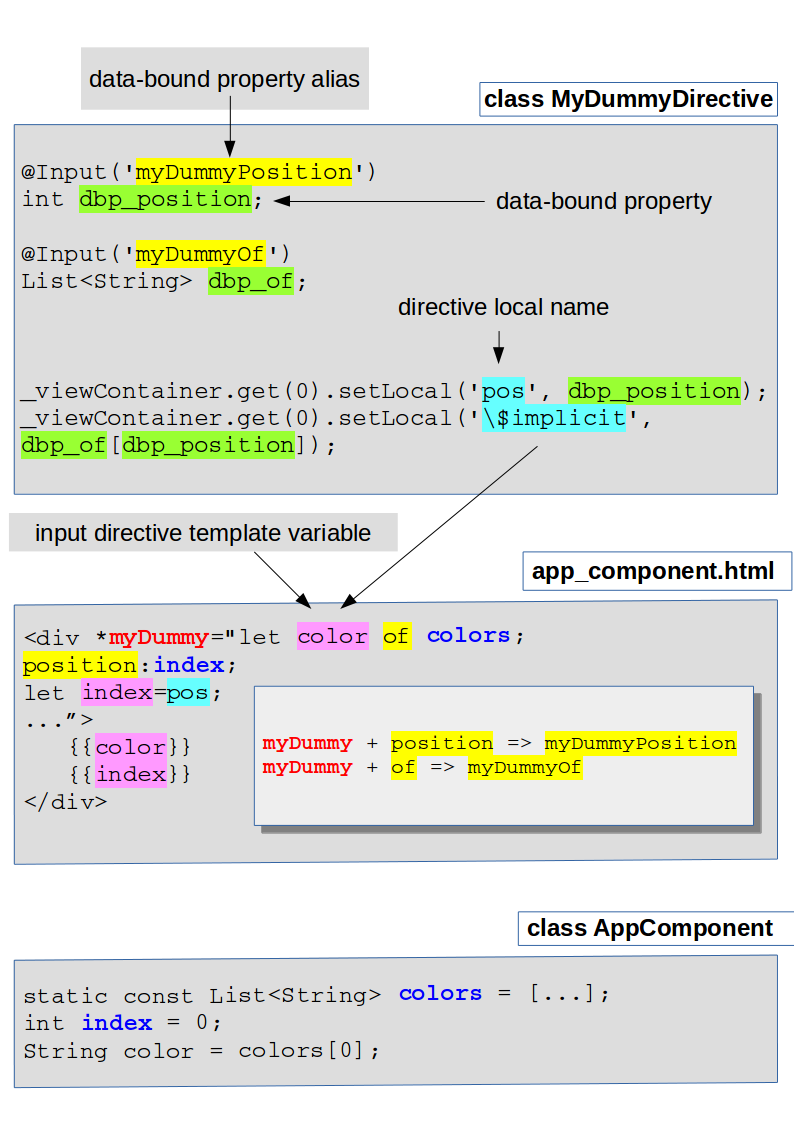 data-bound property alias
class MyDummyDirective
@Input('myDummyPosition')
int dbp_position;
data-bound property
@Input('myDummyOf')
List<String> dbp_of;
directive local name
_viewContainer.get(0).setLocal('pos', dbp_position);
_viewContainer.get(0).setLocal('\$implicit',
dbp_of[dbp_position]);
input directive template variable
app_component.html
<div *myDummy="let color of colors;
position:index;
let index=pos;
...”>
{{color}}
{{index}}
</div>
myDummy + position => myDummyPosition
myDummy + of => myDummyOf
class AppComponent
static const List<String> colors = [...];
int index = 0;
String color = colors[0];